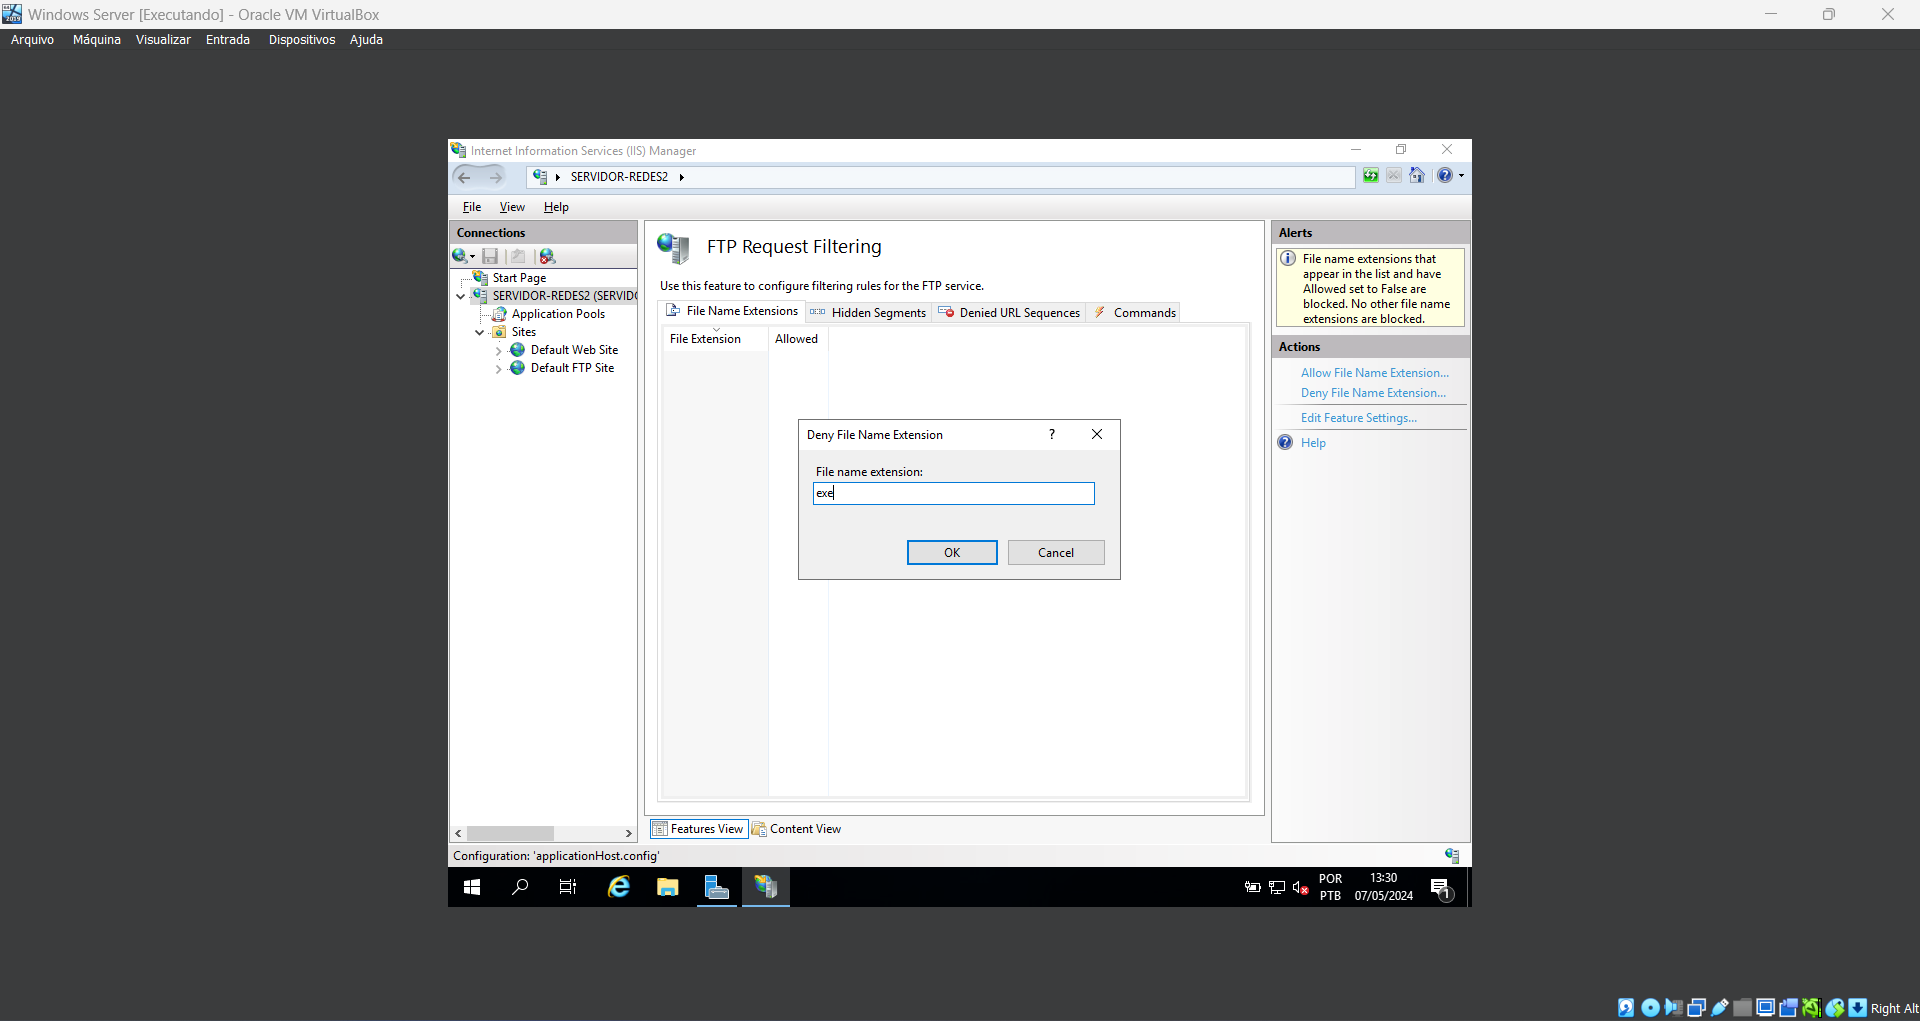 Windows Server [Executando] - Oracle VM VirtualBox
Arquivo Máquina Visualizar Entrada Dispositivos Ajuda
Internet Information Services (IIS) Manager
SERVIDOR-REDES2
File View Help
Connections
Start Page
SERVIDOR-REDES2 (SERVIDO
Application Pools
Sites
Default Web Site
Default FTP Site
FTP Request Filtering
Use this feature to configure filtering rules for the FTP service.
File Name Extensions Hidden Segments Denied URL Sequences Commands
File Extension Allowed
Deny File Name Extension
?
File name extension:
exe
OK Cancel
Alerts
File name extensions that
appear in the list and have
Allowed set to False are
blocked. No other file name
extensions are blocked.
Actions
Allow File Name Extension...
Deny File Name Extension...
Edit Feature Settings...
Help
Features View Content View
Configuration: 'applicationHost.config'
POR
PTB
13:30
07/05/2024
1
Right Alt